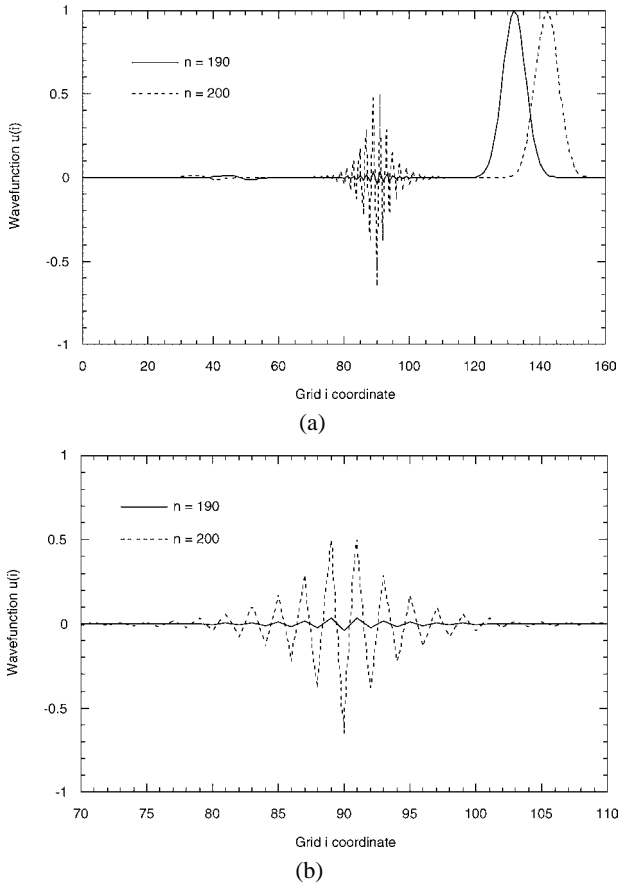 1
0.5
0
-0.5
-1
Wavefunction u(i)
n = 190
n = 200
0 20 40 60 80 100 120 140 160
Grid i coordinate
(a)
1
0.5
0
-0.5
-1
Wavefunction u(i)
n = 190
n = 200
70 75 80 85 90 95 100 105 110
Grid i coordinate
(b)